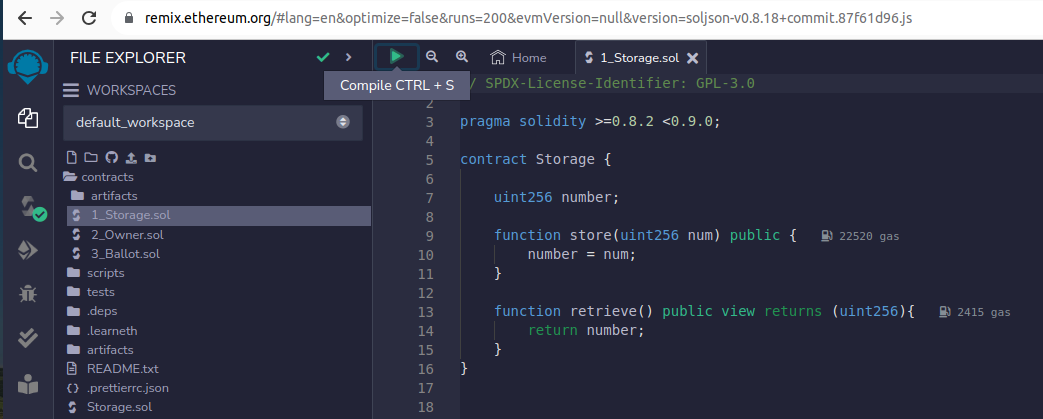 remix.ethereum.org/#lang=en&optimize=false&runs=200&evmVersion=null&version=soljson-v0.8.18+commit.87f61d96.js
FILE EXPLORER
WORKSPACES
default_workspace
contracts
artifacts
1_Storage.sol
2_Owner.sol
3_Ballot.sol
scripts
tests
.deps
.learneth
artifacts
README.txt
{} .prettierrc.json
Storage.sol
Home
1_Storage.sol
Compile CTRL + S
/ SPDX-License-Identifier: GPL-3.0
2
3 pragma solidity >=0.8.2 <0.9.0;
4
5 contract Storage {
6
7 uint256 number;
8
9 function store(uint256 num) public { 22520 gas
10 number = num;
11 }
12
13 function retrieve() public view returns (uint256){ 2415 gas
14 return number;
15 }
16 }
17
18